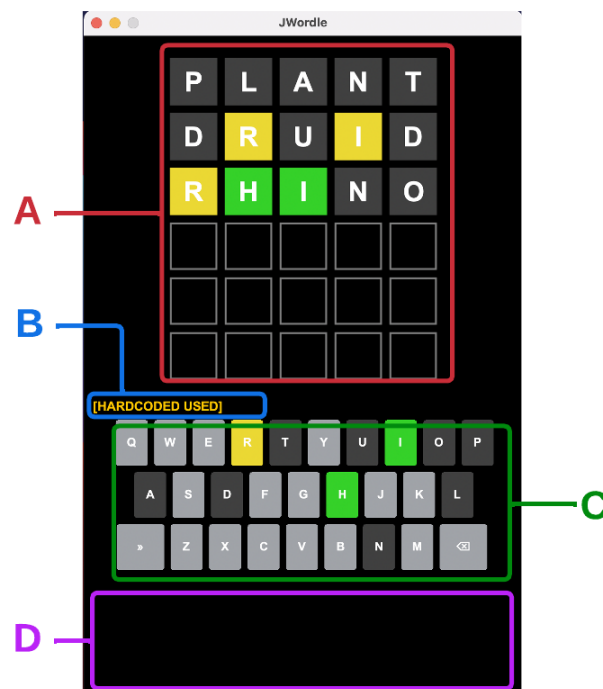 JWordle
P L A N T
D R U I D
A
R H I N O
B
[HARDCODED USED]
Q W E R T Y U I O P
A S D F G H J K L
C
» Z X C V B N M ⌫
D